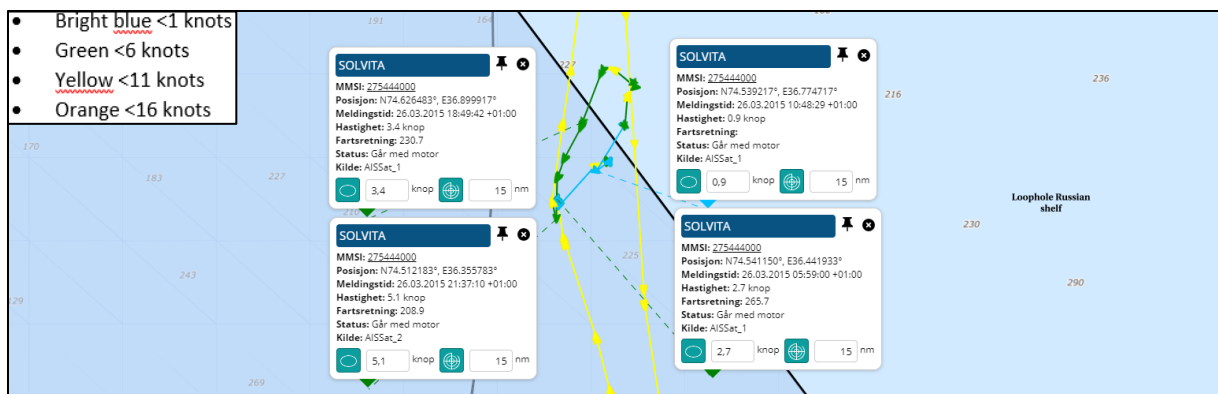 Bright blue <1 knots
Green <6 knots
Yellow <11 knots
Orange <16 knots
191
164
SOLVITA
MMSI: 275444000
Posisjon: N74.626483°, E36.899917°
Meldingstid: 26.03.2015 18:49:42 +01:00
Hastighet: 3.4 knop
Fartsretning: 230.7
Status: Går med motor
Kilde: AISSat_1
3,4 knop 15 nm
SOLVITA
MMSI: 275444000
Posisjon: N74.539217°, E36.774717°
Meldingstid: 26.03.2015 10:48:29 +01:00
Hastighet: 0.9 knop
Fartsretning:
Status: Går med motor
Kilde: AISSat_1
0,9 knop 15 nm
SOLVITA
MMSI: 275444000
Posisjon: N74.512183°, E36.355783°
Meldingstid: 26.03.2015 21:37:10 +01:00
Hastighet: 5.1 knop
Fartsretning: 208.9
Status: Går med motor
Kilde: AISSat_2
5,1 knop 15 nm
SOLVITA
MMSI: 275444000
Posisjon: N74.541150°, E36.441933°
Meldingstid: 26.03.2015 05:59:00 +01:00
Hastighet: 2.7 knop
Fartsretning: 265.7
Status: Går med motor
Kilde: AISSat_1
2,7 knop 15 nm
227
236
216
170
183
227
210
Loophole Russian
shelf
230
225
243
290
269